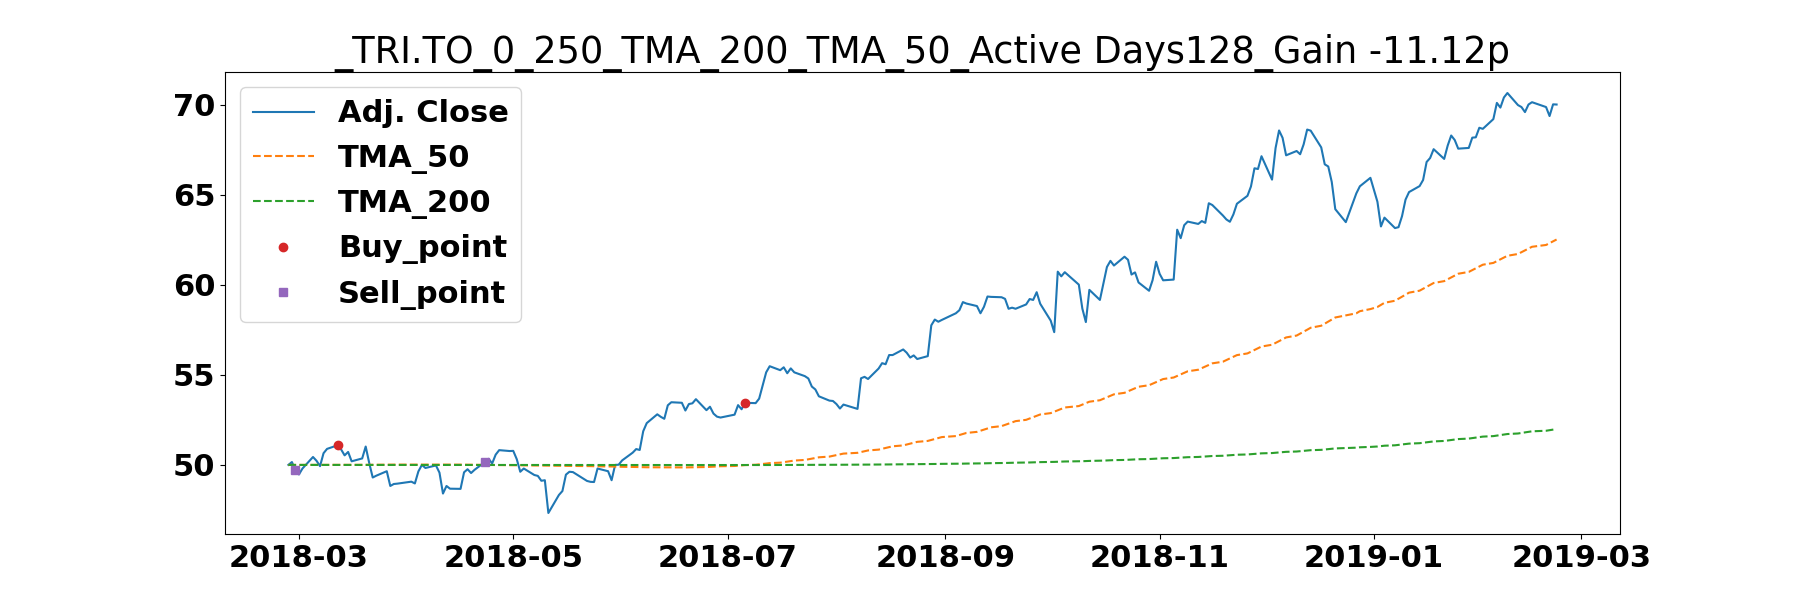 _TRI.TO_0_250_TMA_200_TMA_50_Active Days128_Gain -11.12p
Adj. Close
TMA_50
TMA_200
Buy_point
Sell_point
70
65
60
55
50
2018-03 2018-05 2018-07 2018-09 2018-11 2019-01 2019-03